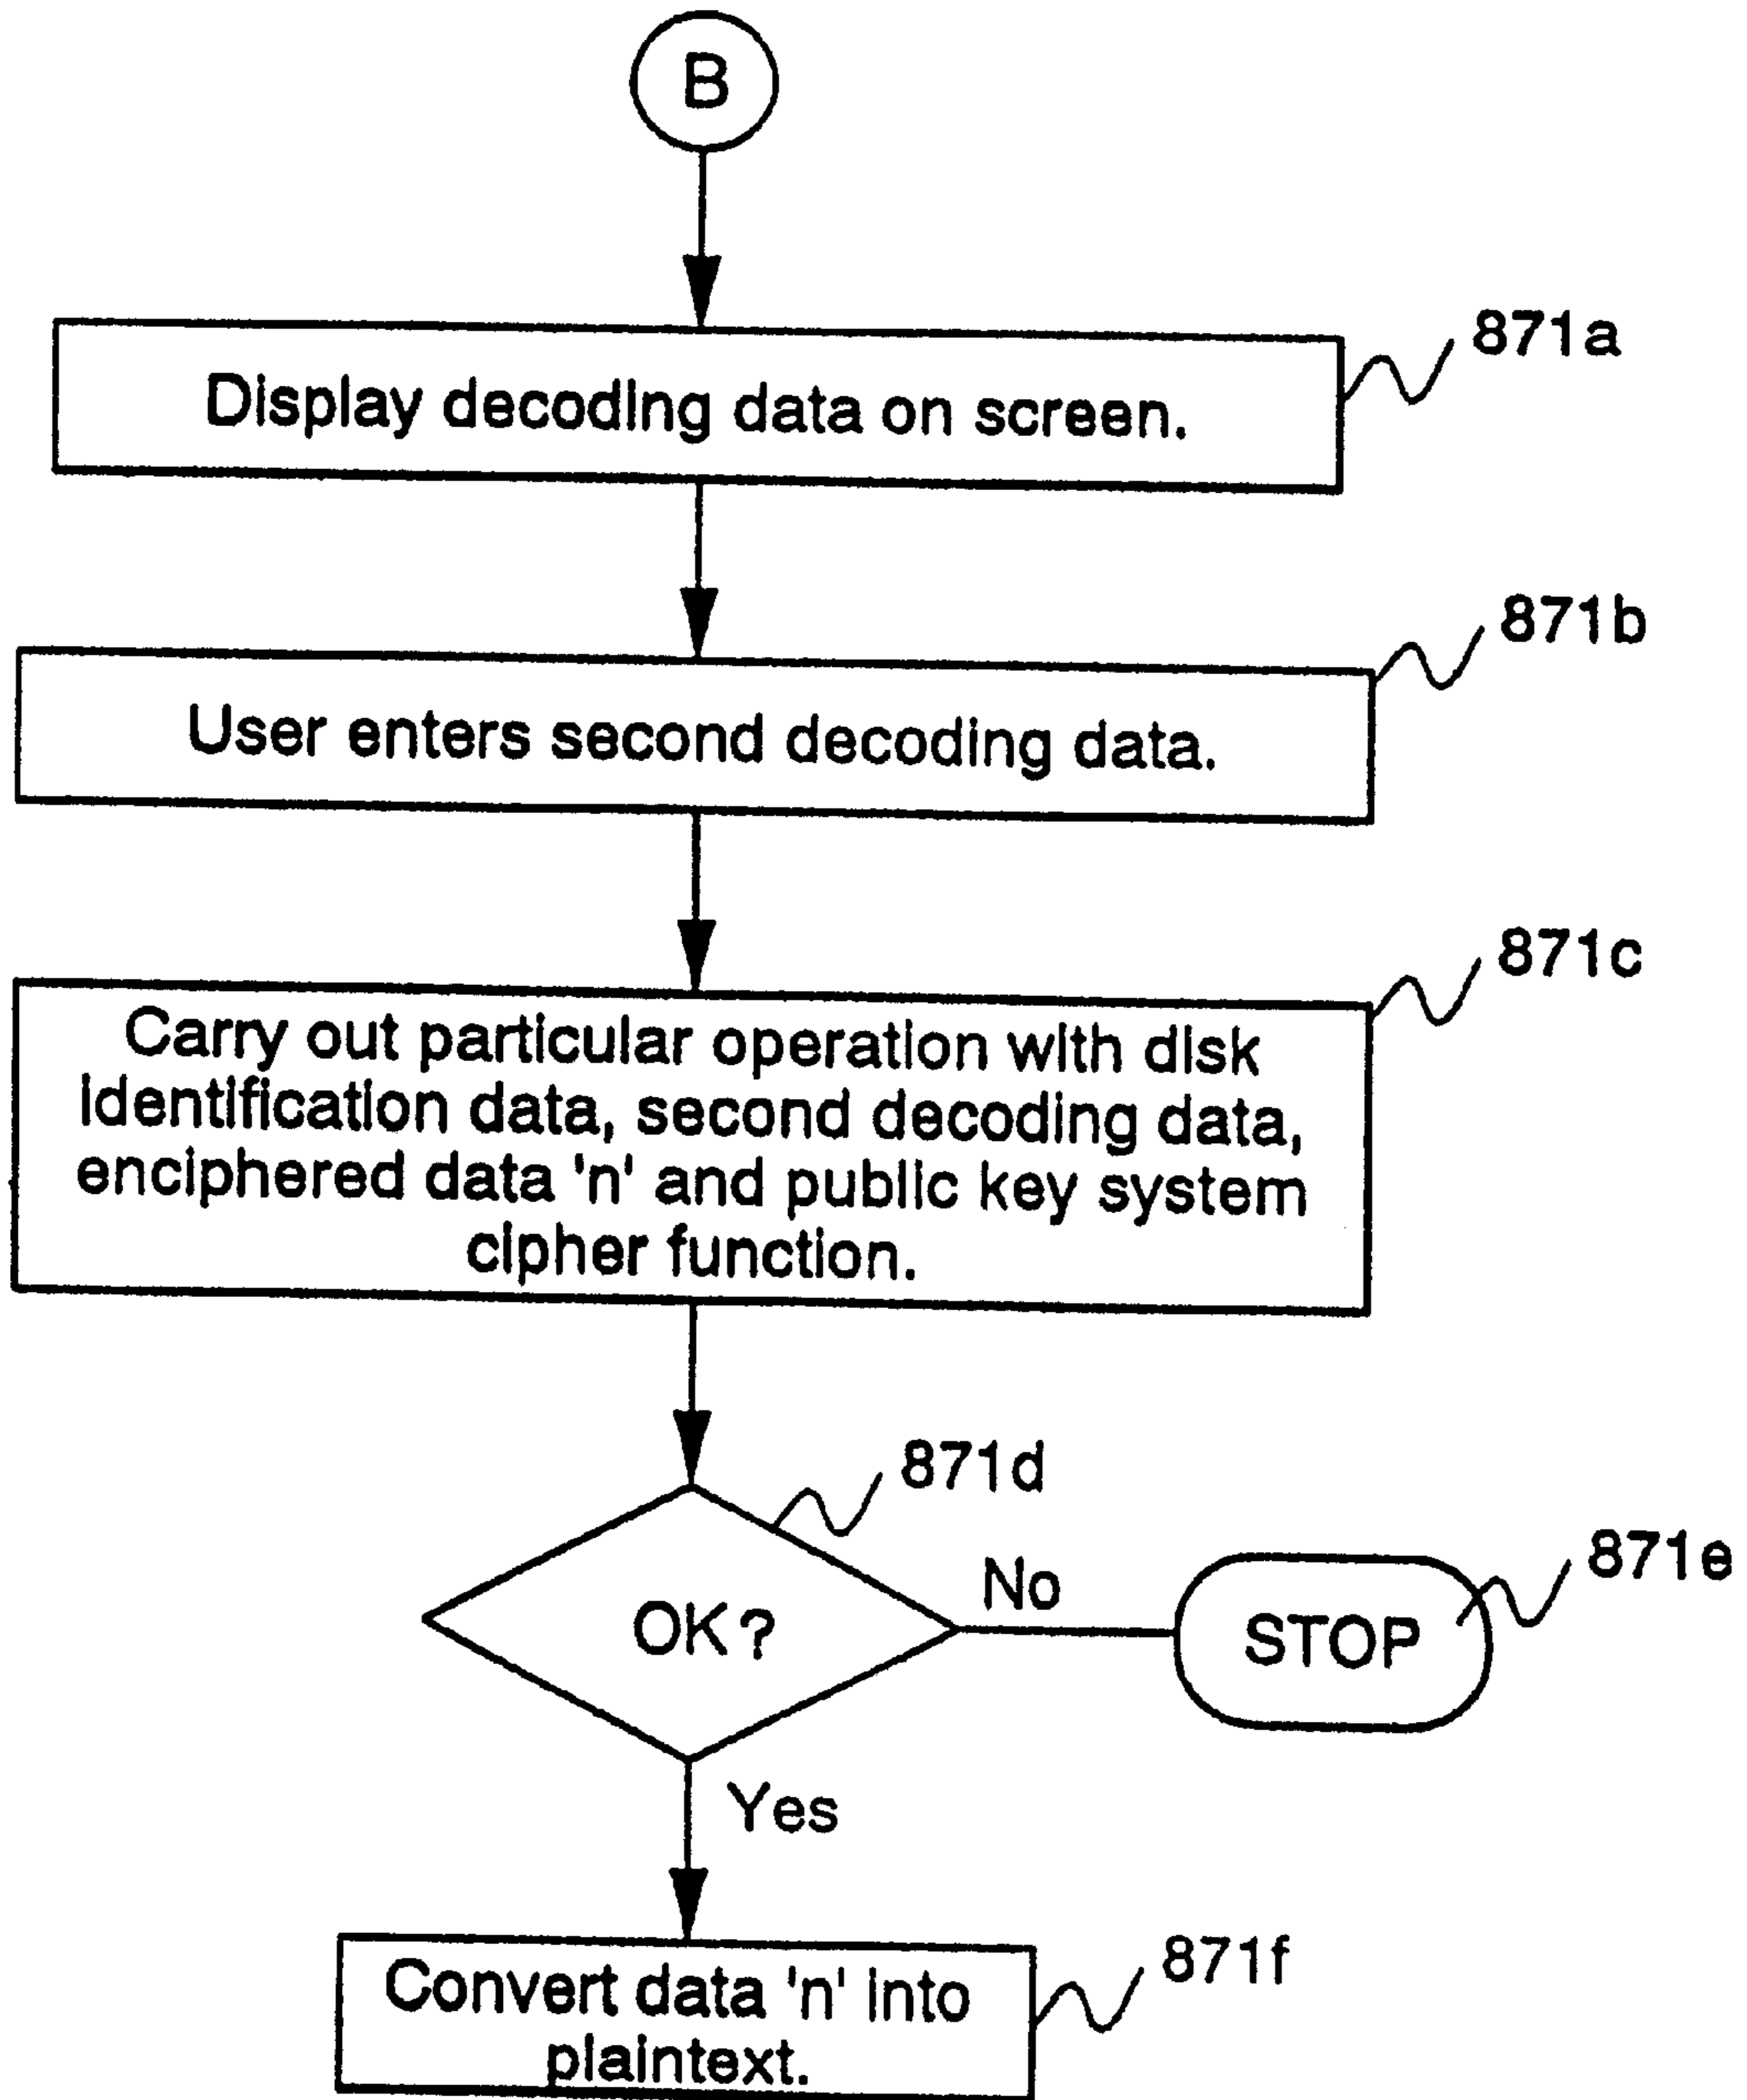 B
871a
Display decoding data on screen.
871b
User enters second decoding data.
871c
Carry out particular operation with disk
identification data, second decoding data,
enciphered data 'n' and public key system
cipher function.
871d
OK?
No
STOP
871e
Yes
871f
Convert data 'n' into
plaintext.